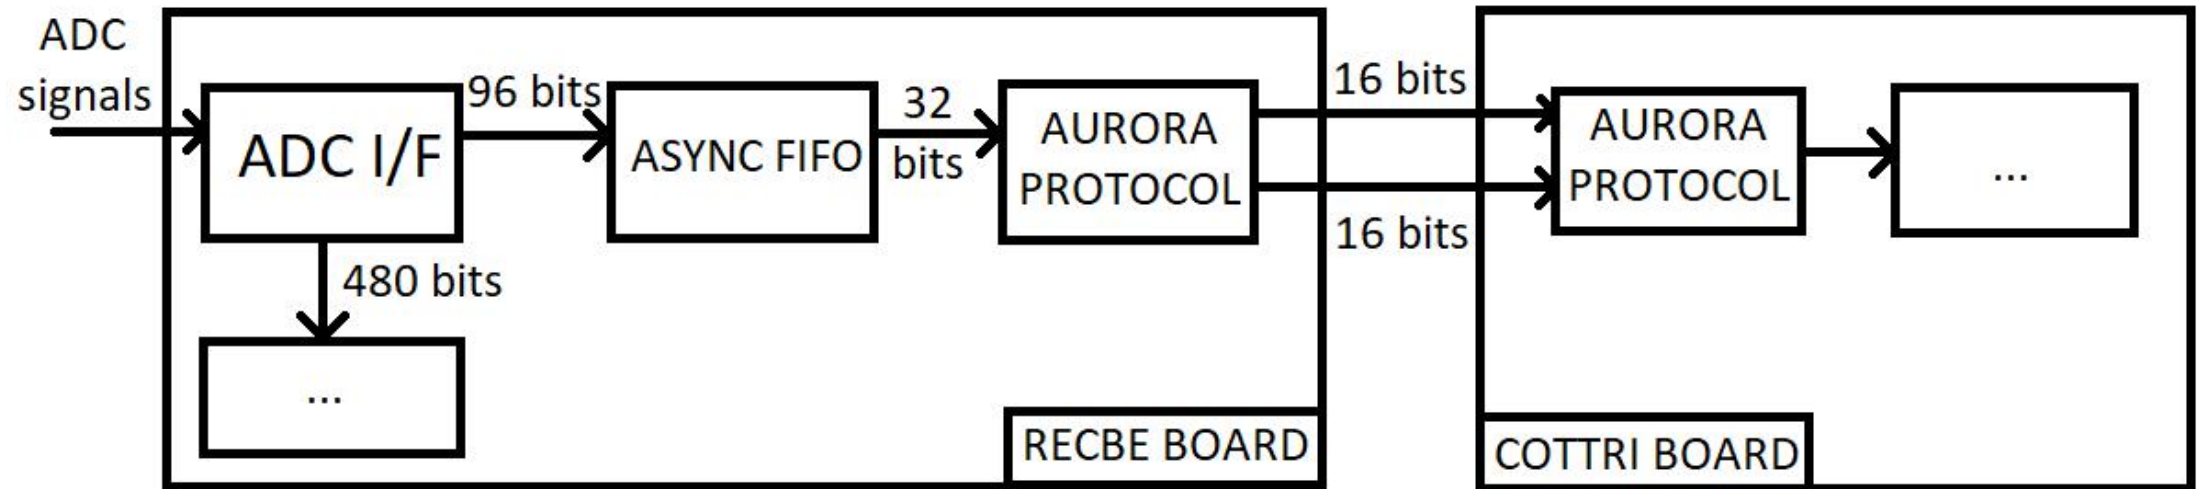 ADC
signals
ADC I/F
96 bits
ASYNC FIFO
32
bits
AURORA
PROTOCOL
16 bits
16 bits
AURORA
PROTOCOL
...
480 bits
...
RECBE BOARD
COTTRI BOARD